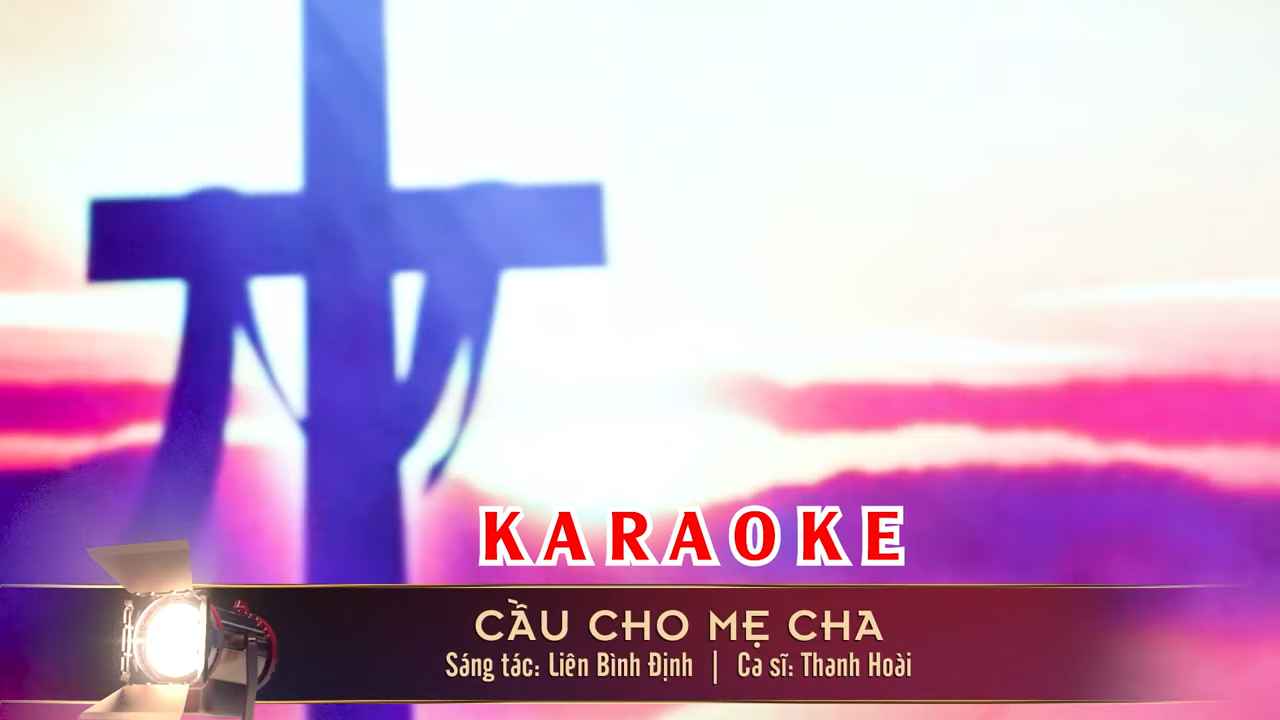 KARAOKE
CẦU CHO MẸ CHA
Sáng tác: Liên Bình Định | Ca sĩ: Thanh Hoài